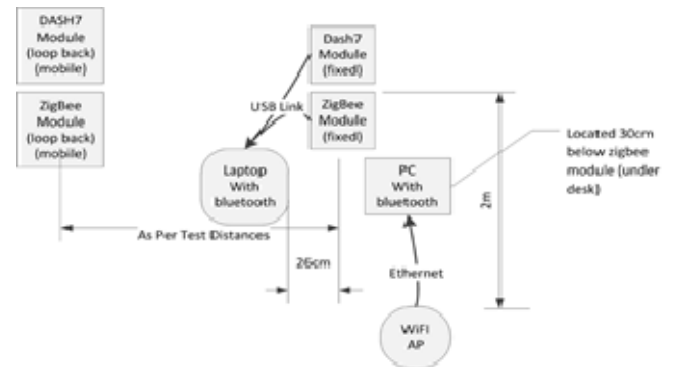 DASH7
Module
(loop back)
(mobile)
ZigBee
Module
(loop back)
(mobile)
Dash7
Module
(fixed)
USB Link
ZigBee
Module
(fixed)
Laptop
With
bluetooth
PC
With
bluetooth
Located 30cm
below zigbee
module (under
desk)
2m
As Per Test Distances
26cm
Ethernet
WiFi
AP